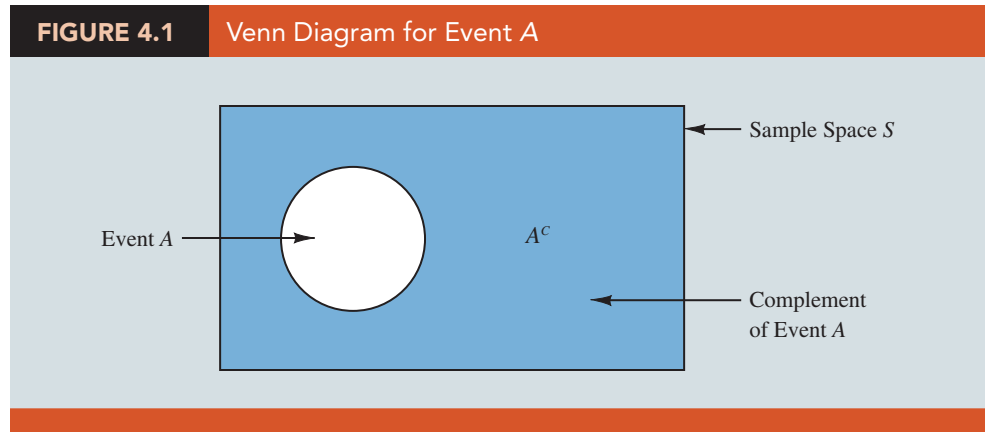 FIGURE 4.1 Venn Diagram for Event A
Sample Space S
Event A
A^C
Complement
of Event A